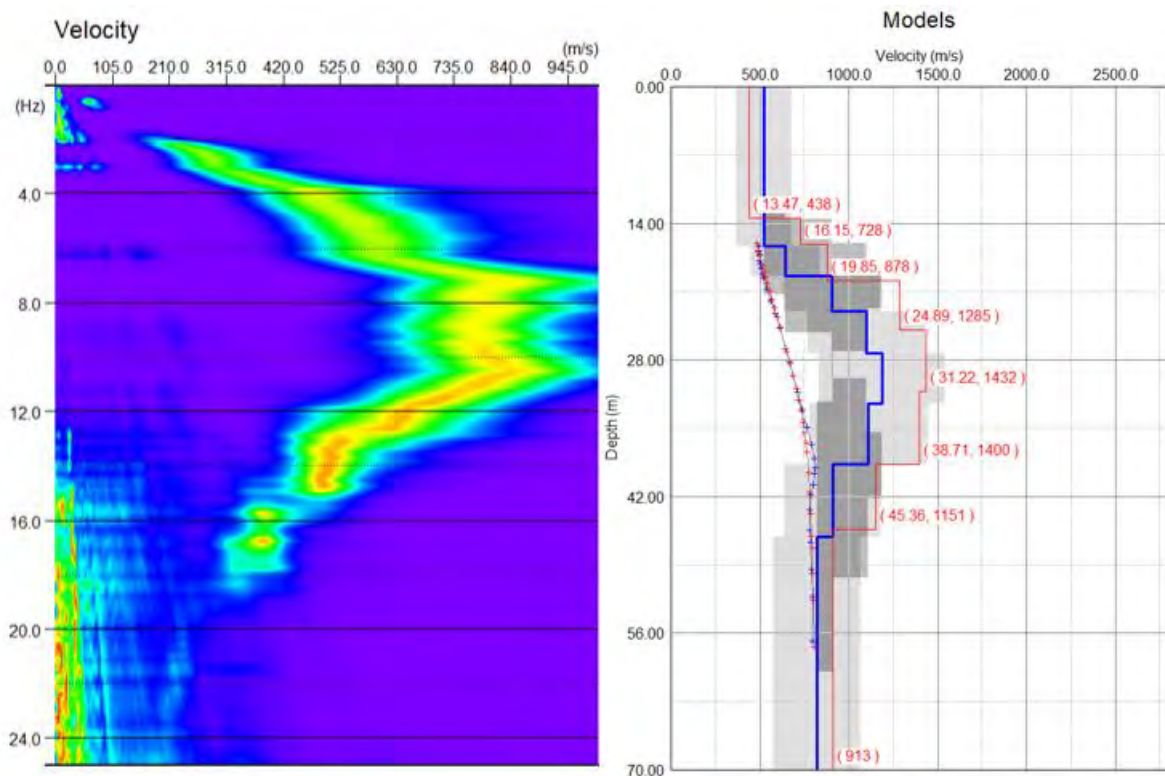 Velocity
(m/s)
0.0 105.0 210.0 315.0 420.0 525.0 630.0 735.0 840.0 945.0
(Hz)
4.0
8.0
12.0
16.0
20.0
24.0
Models
Velocity (m/s)
0.0 500.0 1000.0 1500.0 2000.0 2500.0
0.00
14.00
28.00
42.00
56.00
70.00
Depth (m)
( 13.47, 438 )
( 16.15, 728 )
( 19.85, 878 )
( 24.89, 1285 )
( 31.22, 1432 )
( 38.71, 1400 )
( 45.36, 1151 )
( 913 )